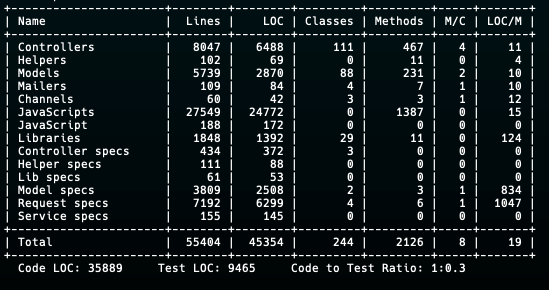 +----------------------+--------+--------+---------+---------+-----+-------+
| Name                 |  Lines |    LOC | Classes | Methods | M/C | LOC/M |
+----------------------+--------+--------+---------+---------+-----+-------+
| Controllers          |   8047 |   6488 |     111 |     467 |   4 |    11 |
| Helpers              |    102 |     69 |       0 |      11 |   0 |     4 |
| Models               |   5739 |   2870 |      88 |     231 |   2 |    10 |
| Mailers              |    109 |     84 |       4 |       7 |   1 |    10 |
| Channels             |     60 |     42 |       3 |       3 |   1 |    12 |
| JavaScripts          |  27549 |  24772 |       0 |    1387 |   0 |    15 |
| JavaScript           |    188 |    172 |       0 |       0 |   0 |     0 |
| Libraries            |   1848 |   1392 |      29 |      11 |   0 |   124 |
| Controller specs     |    434 |    372 |       3 |       0 |   0 |     0 |
| Helper specs         |    111 |     88 |       0 |       0 |   0 |     0 |
| Lib specs            |     61 |     53 |       0 |       0 |   0 |     0 |
| Model specs          |   3809 |   2508 |       2 |       3 |   1 |   834 |
| Request specs        |   7192 |   6299 |       4 |       6 |   1 |  1047 |
| Service specs        |    155 |    145 |       0 |       0 |   0 |     0 |
+----------------------+--------+--------+---------+---------+-----+-------+
| Total                |  55404 |  45354 |     244 |    2126 |   8 |    19 |
+----------------------+--------+--------+---------+---------+-----+-------+
  Code LOC: 35889     Test LOC: 9465     Code to Test Ratio: 1:0.3